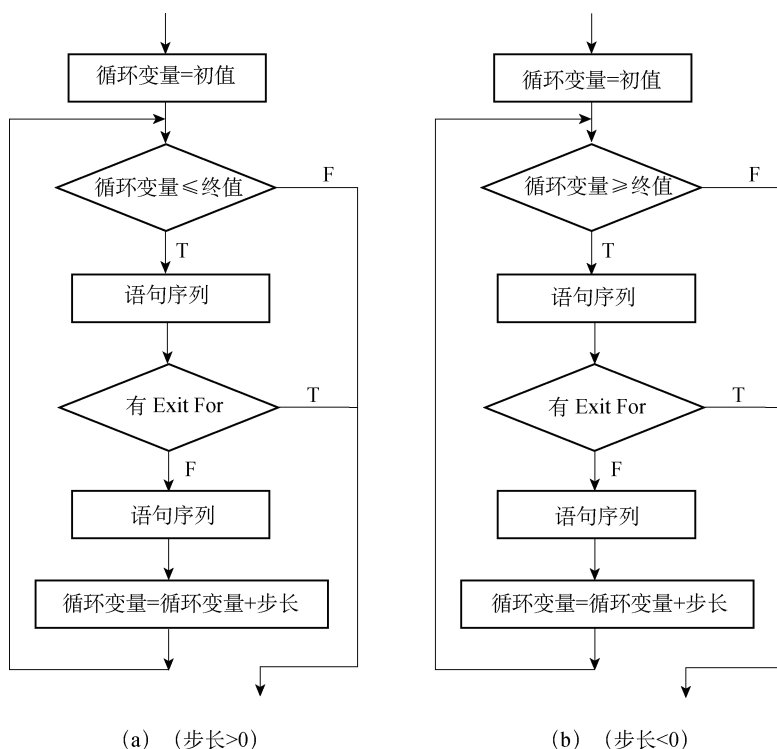 循环变量=初值
循环变量≤终值
F
T
语句序列
有 Exit For
T
F
语句序列
循环变量=循环变量+步长
(a) (步长>0)
循环变量=初值
循环变量≥终值
F
T
语句序列
有 Exit For
T
F
语句序列
循环变量=循环变量+步长
(b) (步长<0)